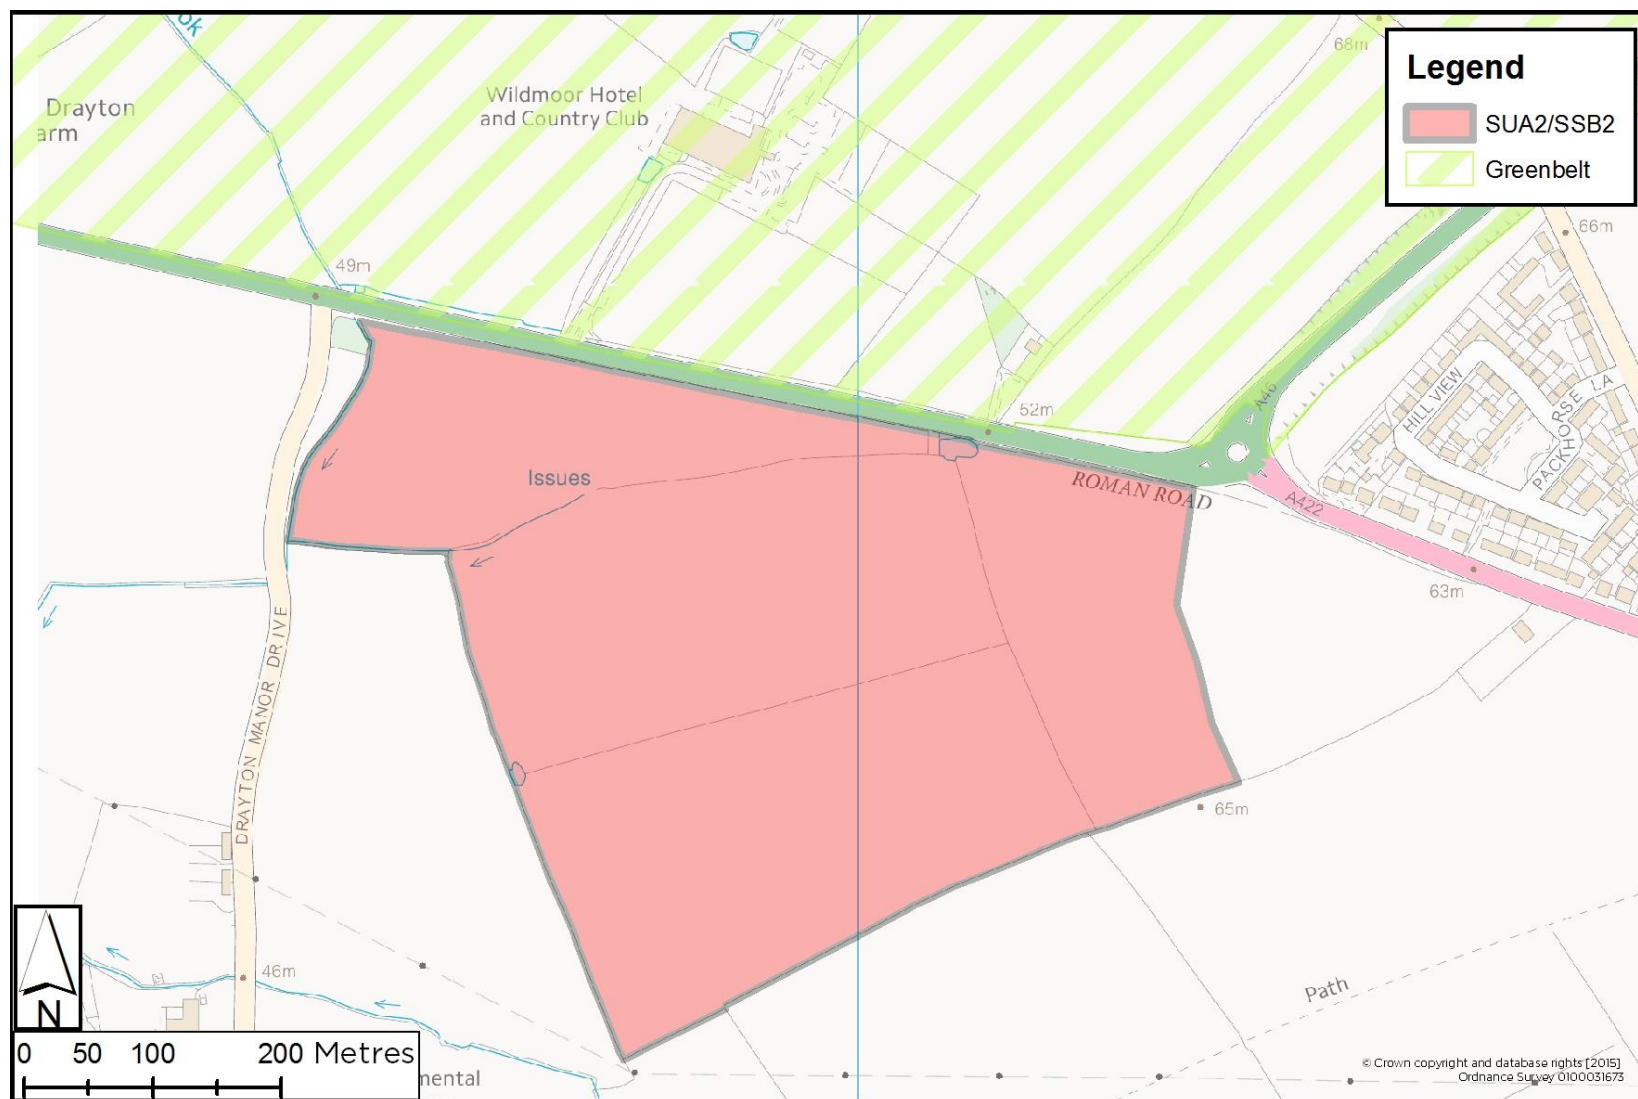 ok
68m
Legend
SUA2/SSB2
Greenbelt
Drayton
arm
Wildmoor Hotel
and Country Club
66m
49m
52m
A46
HILL VIEW
PACKYHORSE LA
Issues
ROMAN ROAD
A422
63m
DRAYTON MANOR DRIVE
65m
46m
Path
N
0 50 100 200 Metres
mental
© Crown copyright and database rights [2015]
Ordnance Survey 0100031673